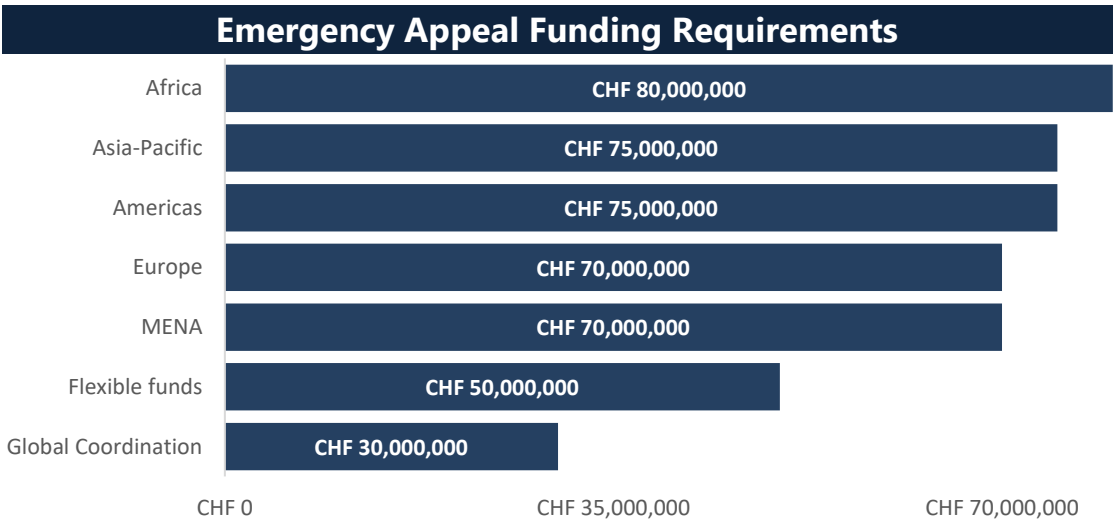 Emergency Appeal Funding Requirements
Africa CHF 80,000,000
Asia-Pacific CHF 75,000,000
Americas CHF 75,000,000
Europe CHF 70,000,000
MENA CHF 70,000,000
Flexible funds CHF 50,000,000
Global Coordination CHF 30,000,000
CHF 0 CHF 35,000,000 CHF 70,000,000